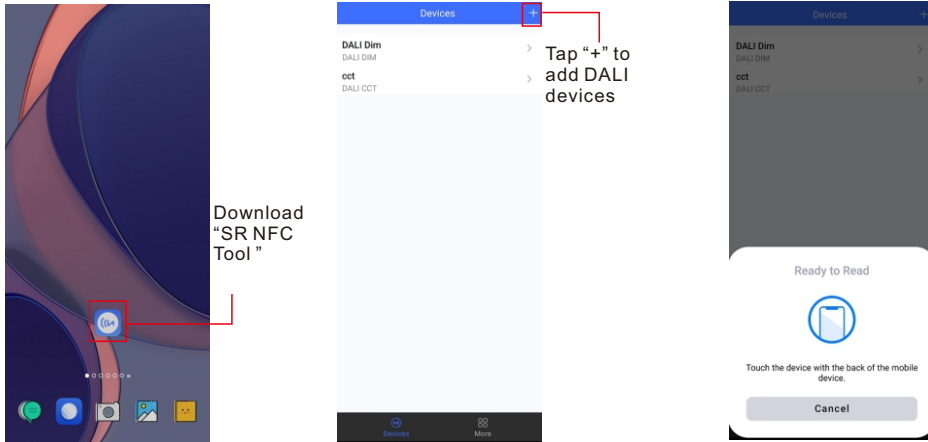 Download
“SR NFC
Tool ”
Devices +
DALI Dim
DALI DIM
cct
DALI CCT
Devices
More
Tap “+” to
add DALI
devices
Devices +
DALI Dim
DALI DIM
cct
DALI CCT
Ready to Read
Touch the device with the back of the mobile
device.
Cancel